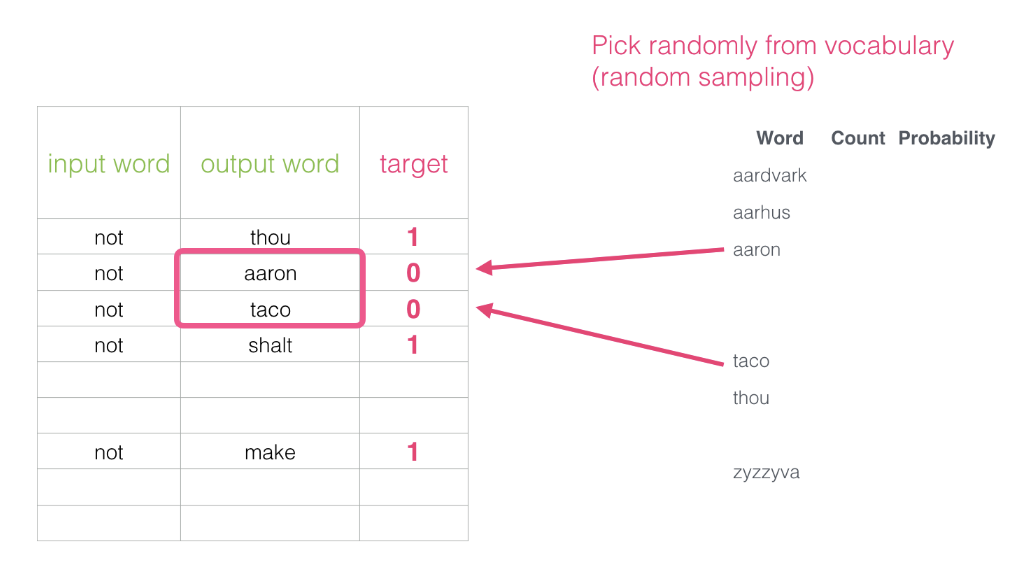 Pick randomly from vocabulary
(random sampling)
input word output word target
not thou 1
not aaron 0
not taco 0
not shalt 1
not make 1
Word Count Probability
aardvark
aarhus
aaron
taco
thou
zyzzyva